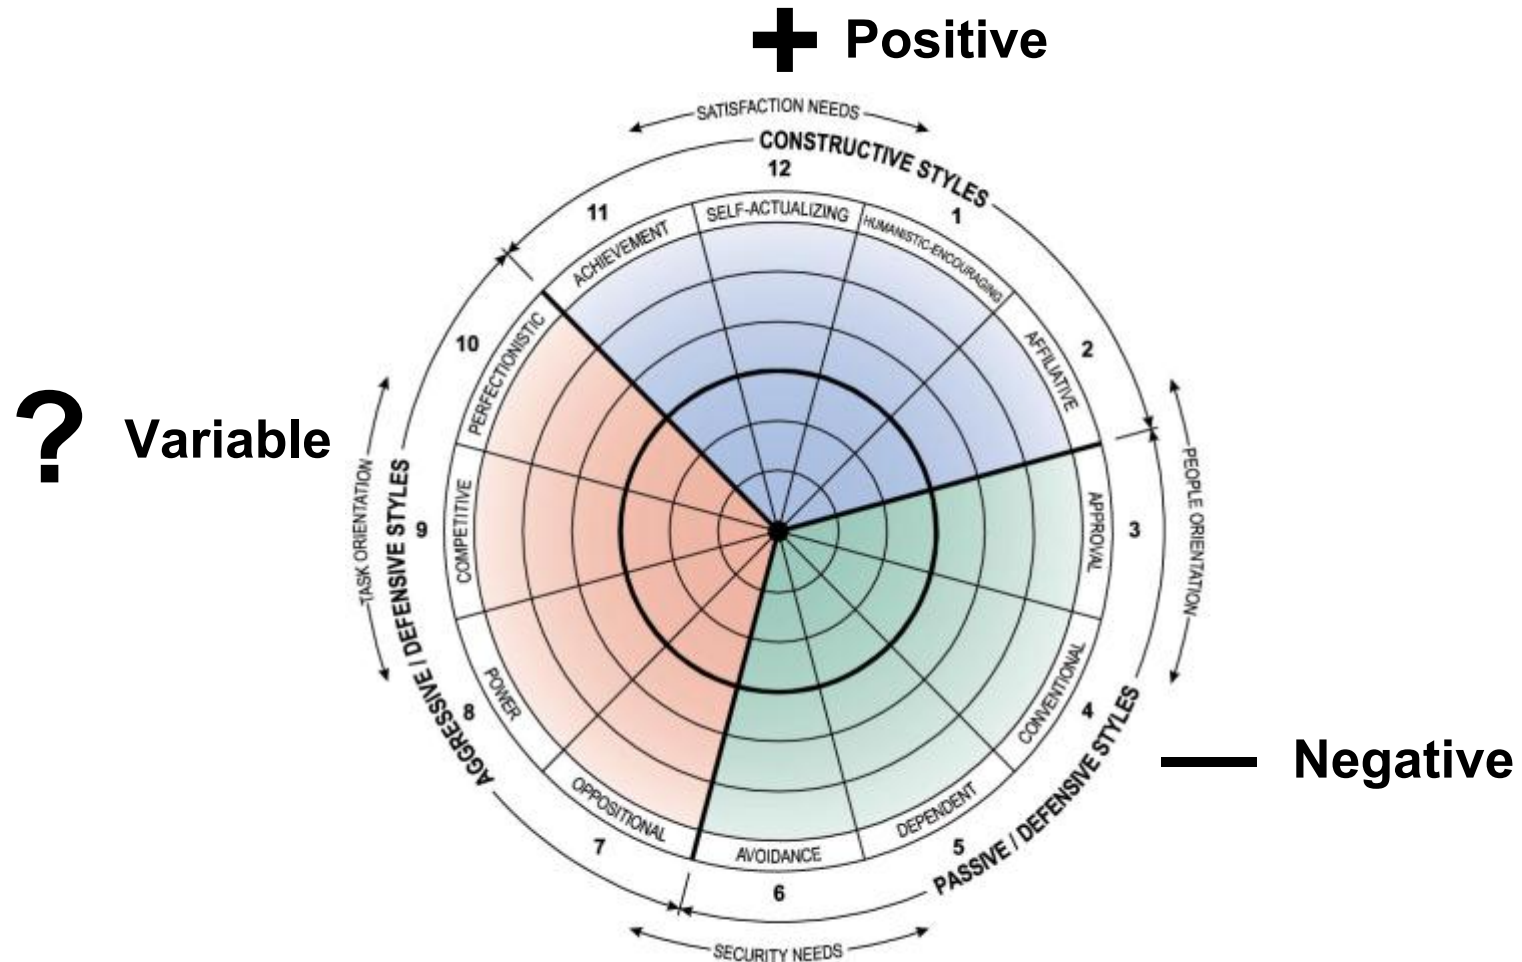 + Positive
SATISFACTION NEEDS
CONSTRUCTIVE STYLES
12
11
1
SELF-ACTUALIZING
HUMANISTIC-ENCOURAGING
ACHIEVEMENT
10
2
PERFECTIONISTIC
AFFILIATIVE
? Variable
TASK ORIENTATION
AGGRESSIVE / DEFENSIVE STYLES
9
COMPETITIVE
APPROVAL
3
PEOPLE ORIENTATION
8
POWER
CONVENTIONAL
4
PASSIVE / DEFENSIVE STYLES
— Negative
OPPOSITIONAL
DEPENDENT
7
AVOIDANCE
5
6
SECURITY NEEDS